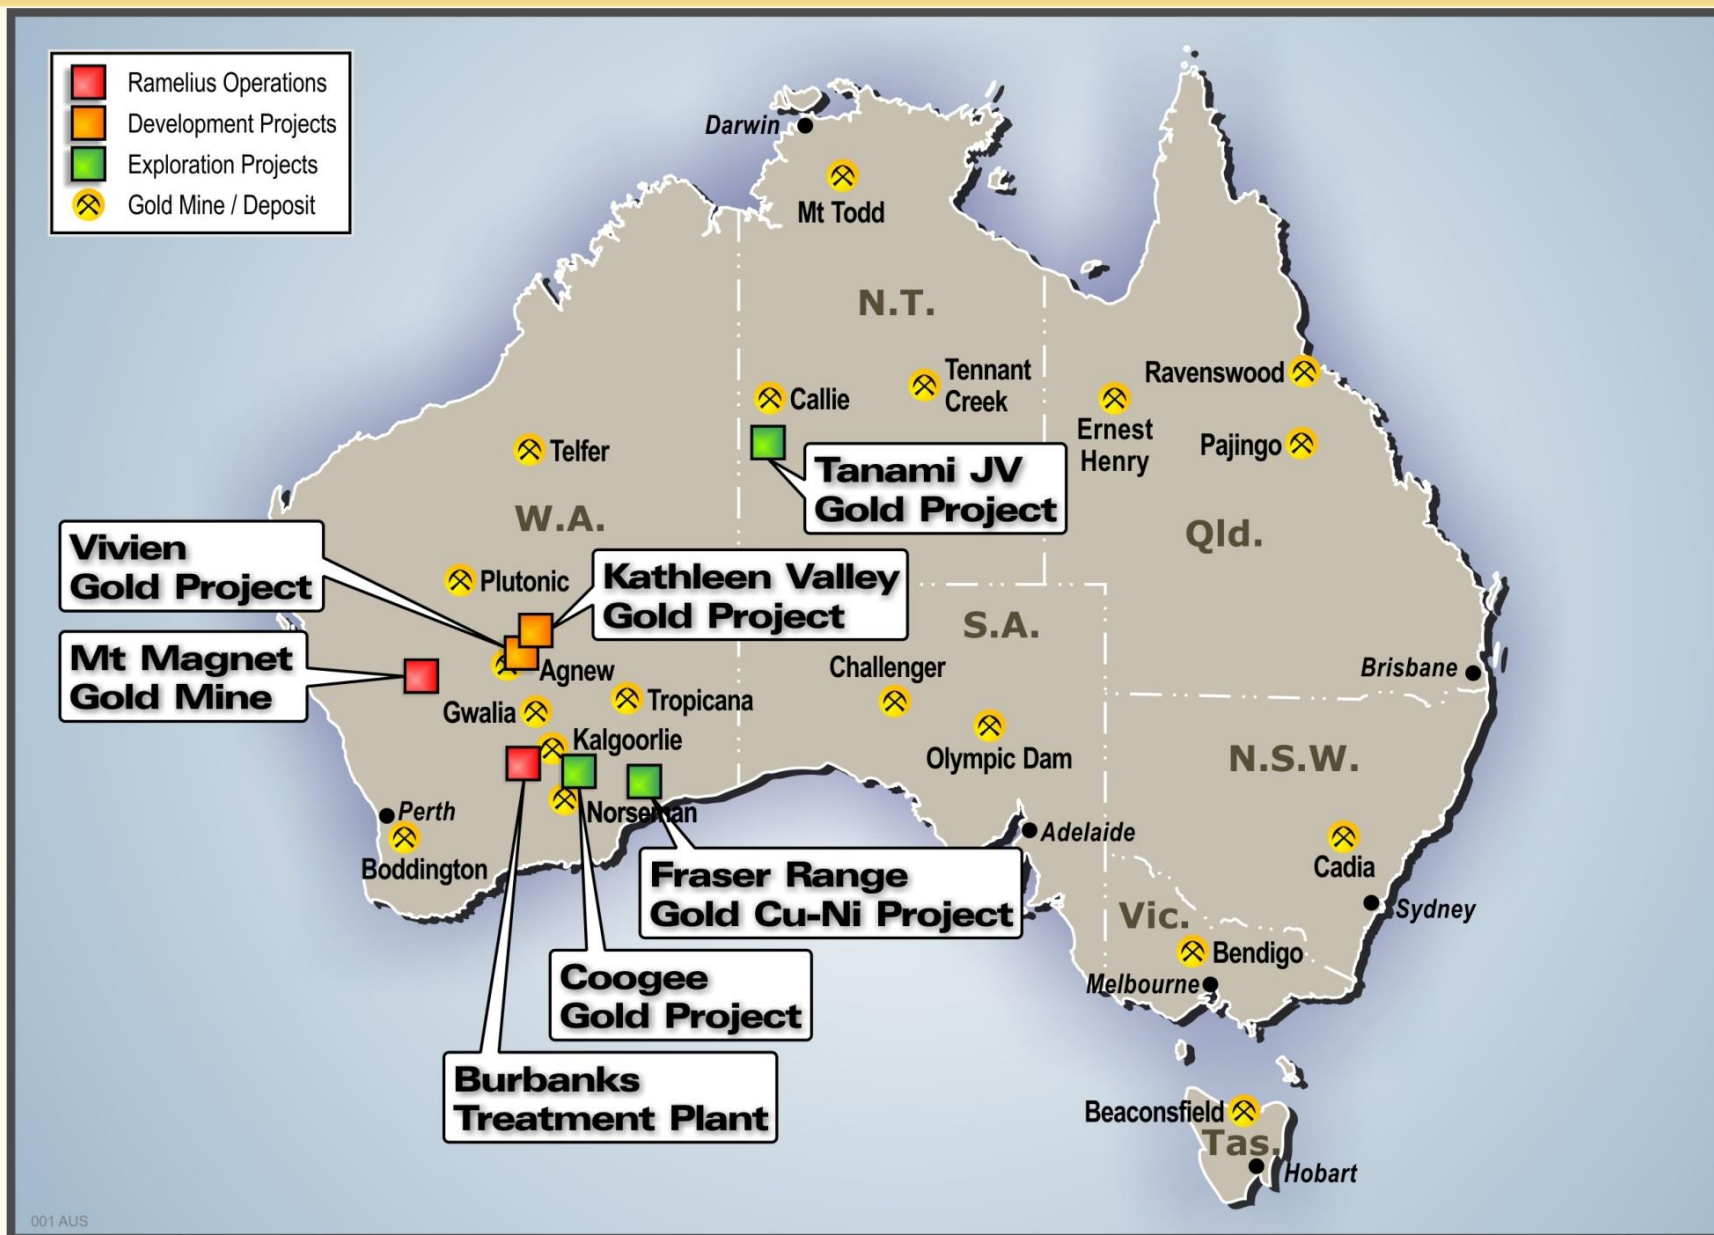 Ramelius Operations
Development Projects
Exploration Projects
Gold Mine / Deposit
Darwin
Mt Todd
N.T.
Tennant
Creek
Callie
Ravenswood
Ernest
Henry
Pajingo
Telfer
Tanami JV
Gold Project
W.A.
Qld.
Vivien
Gold Project
Plutonic
Kathleen Valley
Gold Project
S.A.
Mt Magnet
Gold Mine
Agnew
Challenger
Brisbane
Gwalia
Tropicana
Kalgoorlie
Olympic Dam
N.S.W.
Perth
Norseman
Adelaide
Boddington
Cadia
Fraser Range
Gold Cu-Ni Project
Vic.
Sydney
Bendigo
Melbourne
Coogee
Gold Project
Burbanks
Treatment Plant
Beaconsfield
Tas.
Hobart
001 AUS